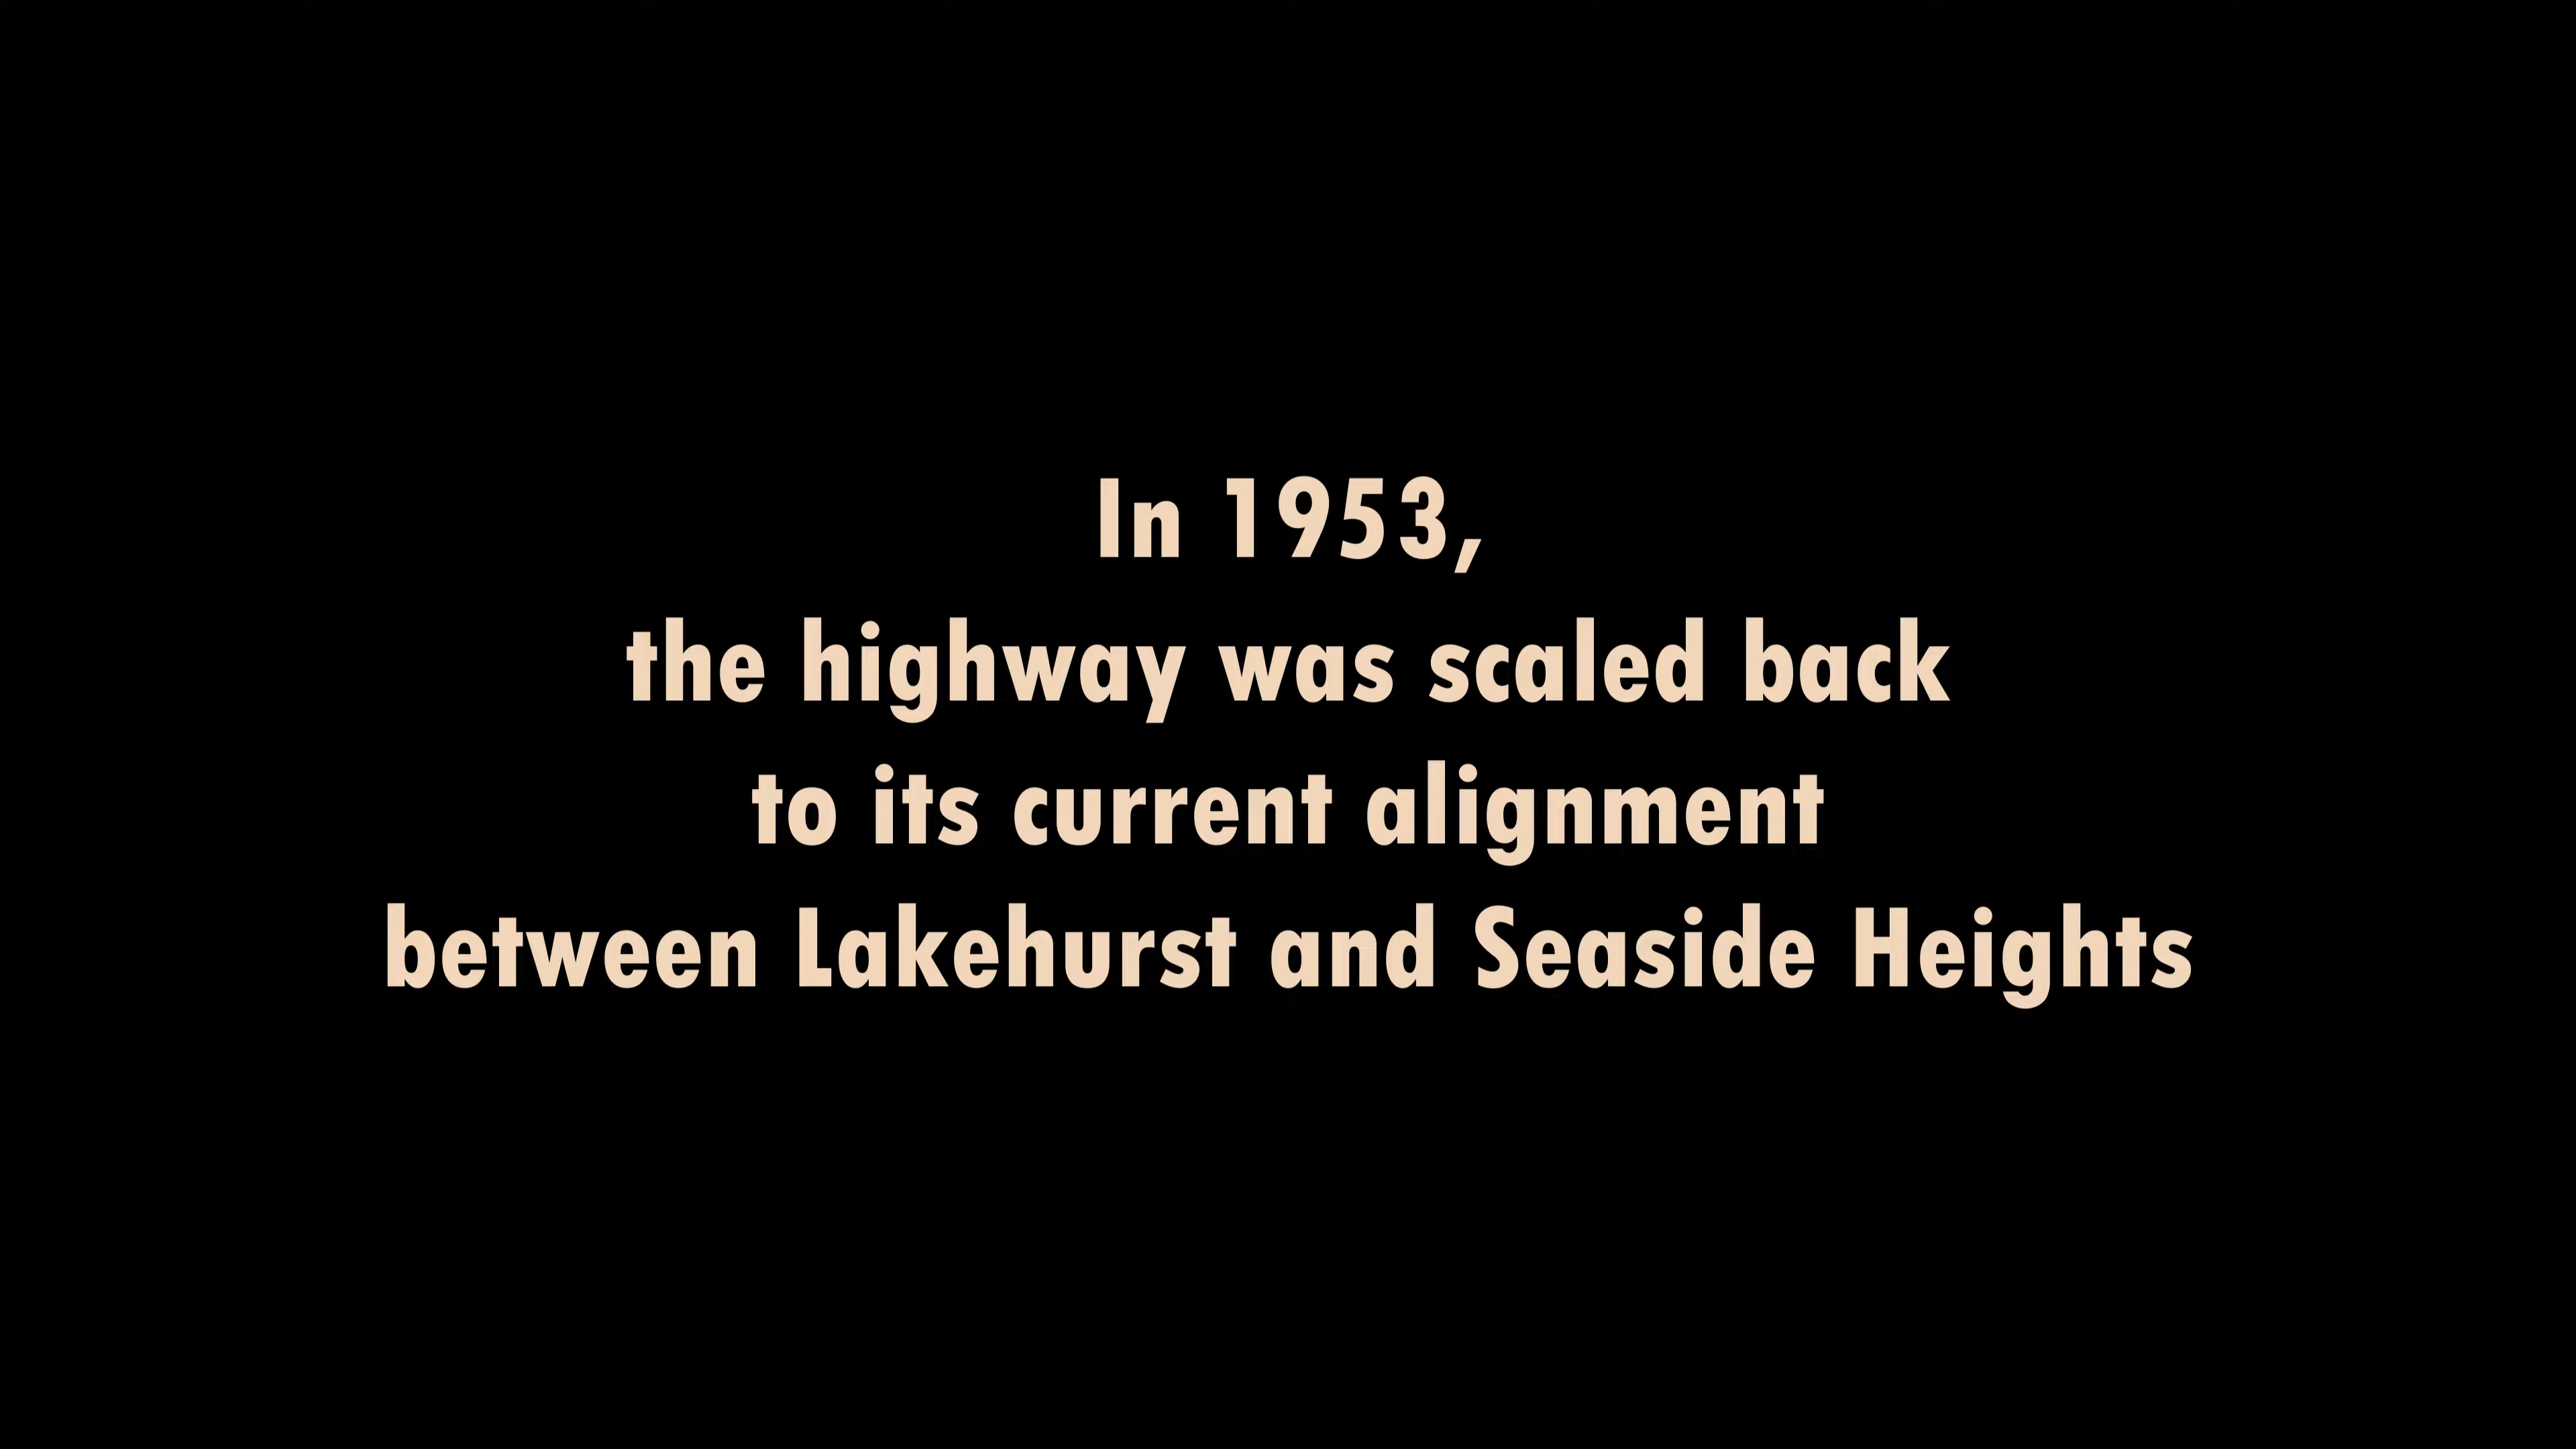 In 1953,
the highway was scaled back
to its current alignment
between Lakehurst and Seaside Heights